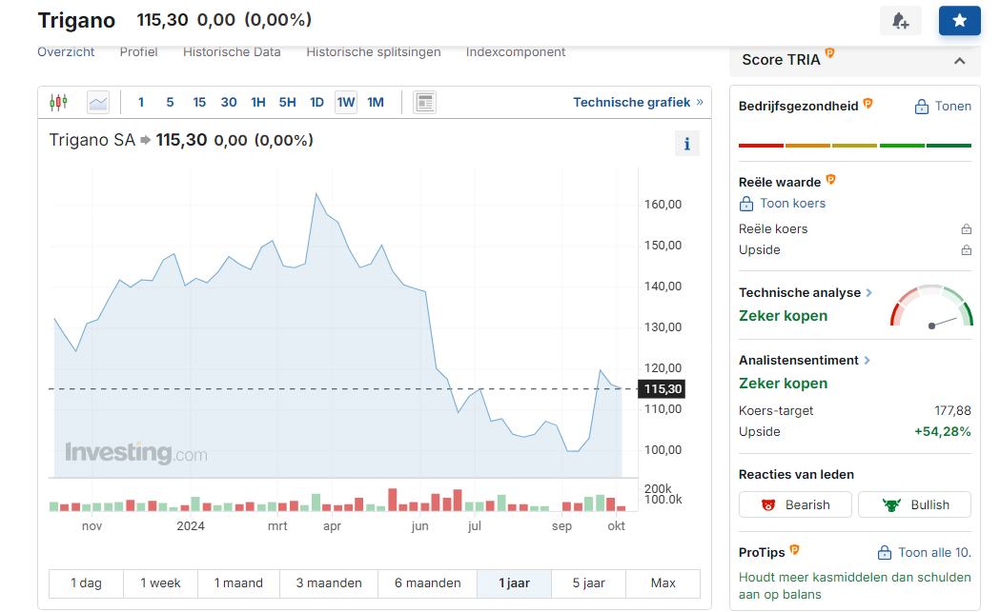 Trigano 115,30 0,00 (0,00%)
Overzicht Profiel Historische Data Historische splitsingen Indexcomponent
1 5 15 30 1H 5H 1D 1W 1M Technische grafiek »
Trigano SA 115,30 0,00 (0,00%)
i
160,00
150,00
140,00
130,00
120,00
115,30
110,00
100,00
Investing.com
200k
100.0k
nov 2024 mrt apr jun jul sep okt
1 dag 1 week 1 maand 3 maanden 6 maanden 1 jaar 5 jaar Max
Score TRIA P
Bedrijfsgezondheid P Tonen
Reële waarde P
Toon koers
Reële koers
Upside
Technische analyse
Zeker kopen
Analistensentiment
Zeker kopen
Koers-target 177,88
Upside +54,28%
Reacties van leden
Bearish Bullish
ProTips P Toon alle 10.
Houdt meer kasmiddelen dan schulden
aan op balans